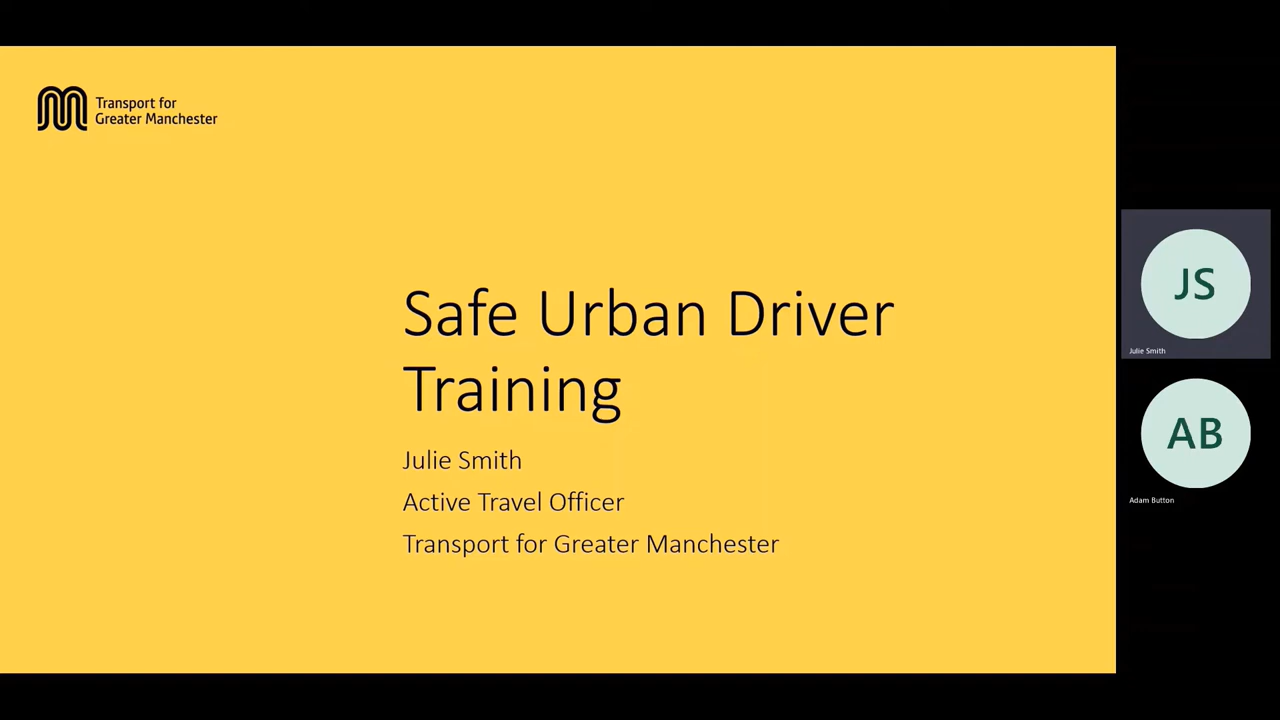 Transport for
Greater Manchester
Safe Urban Driver
Training
Julie Smith
Active Travel Officer
Transport for Greater Manchester
JS
Julie Smith
AB
Adam Button